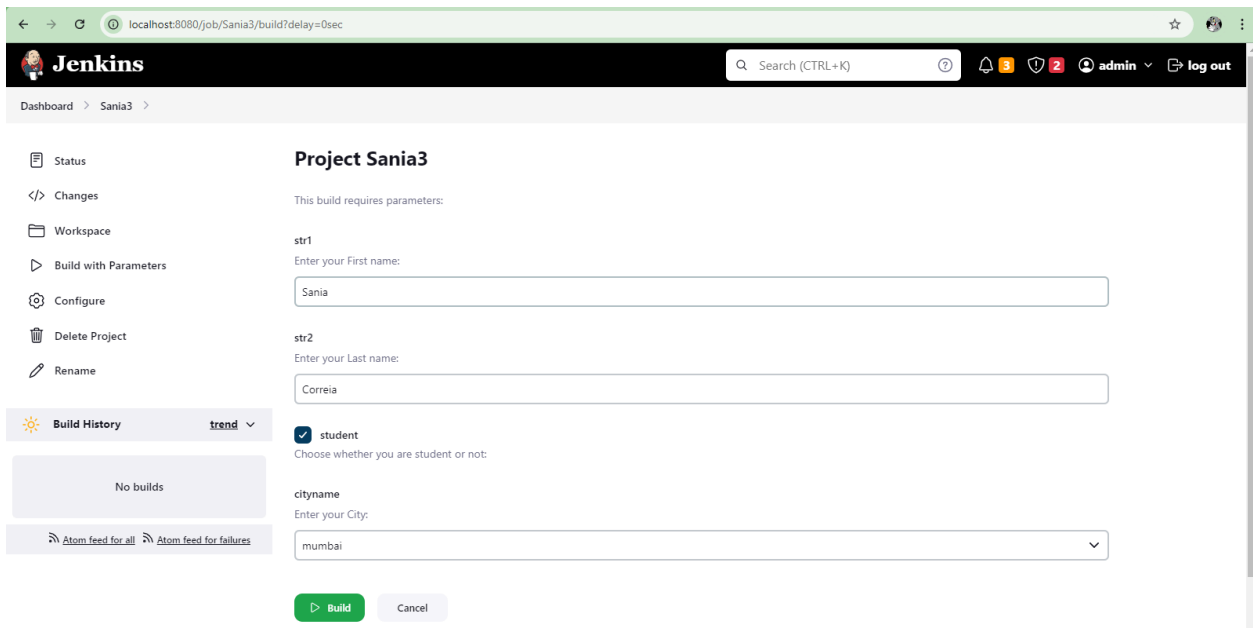 localhost:8080/job/Sania3/build?delay=0sec
Jenkins
Search (CTRL+K)
3
2
admin
log out
Dashboard > Sania3 >
Status
Changes
Workspace
Build with Parameters
Configure
Delete Project
Rename
Build History trend
No builds
Atom feed for all Atom feed for failures
Project Sania3
This build requires parameters:
str1
Enter your First name:
Sania
str2
Enter your Last name:
Correia
student
Choose whether you are student or not:
cityname
Enter your City:
mumbai
Build Cancel